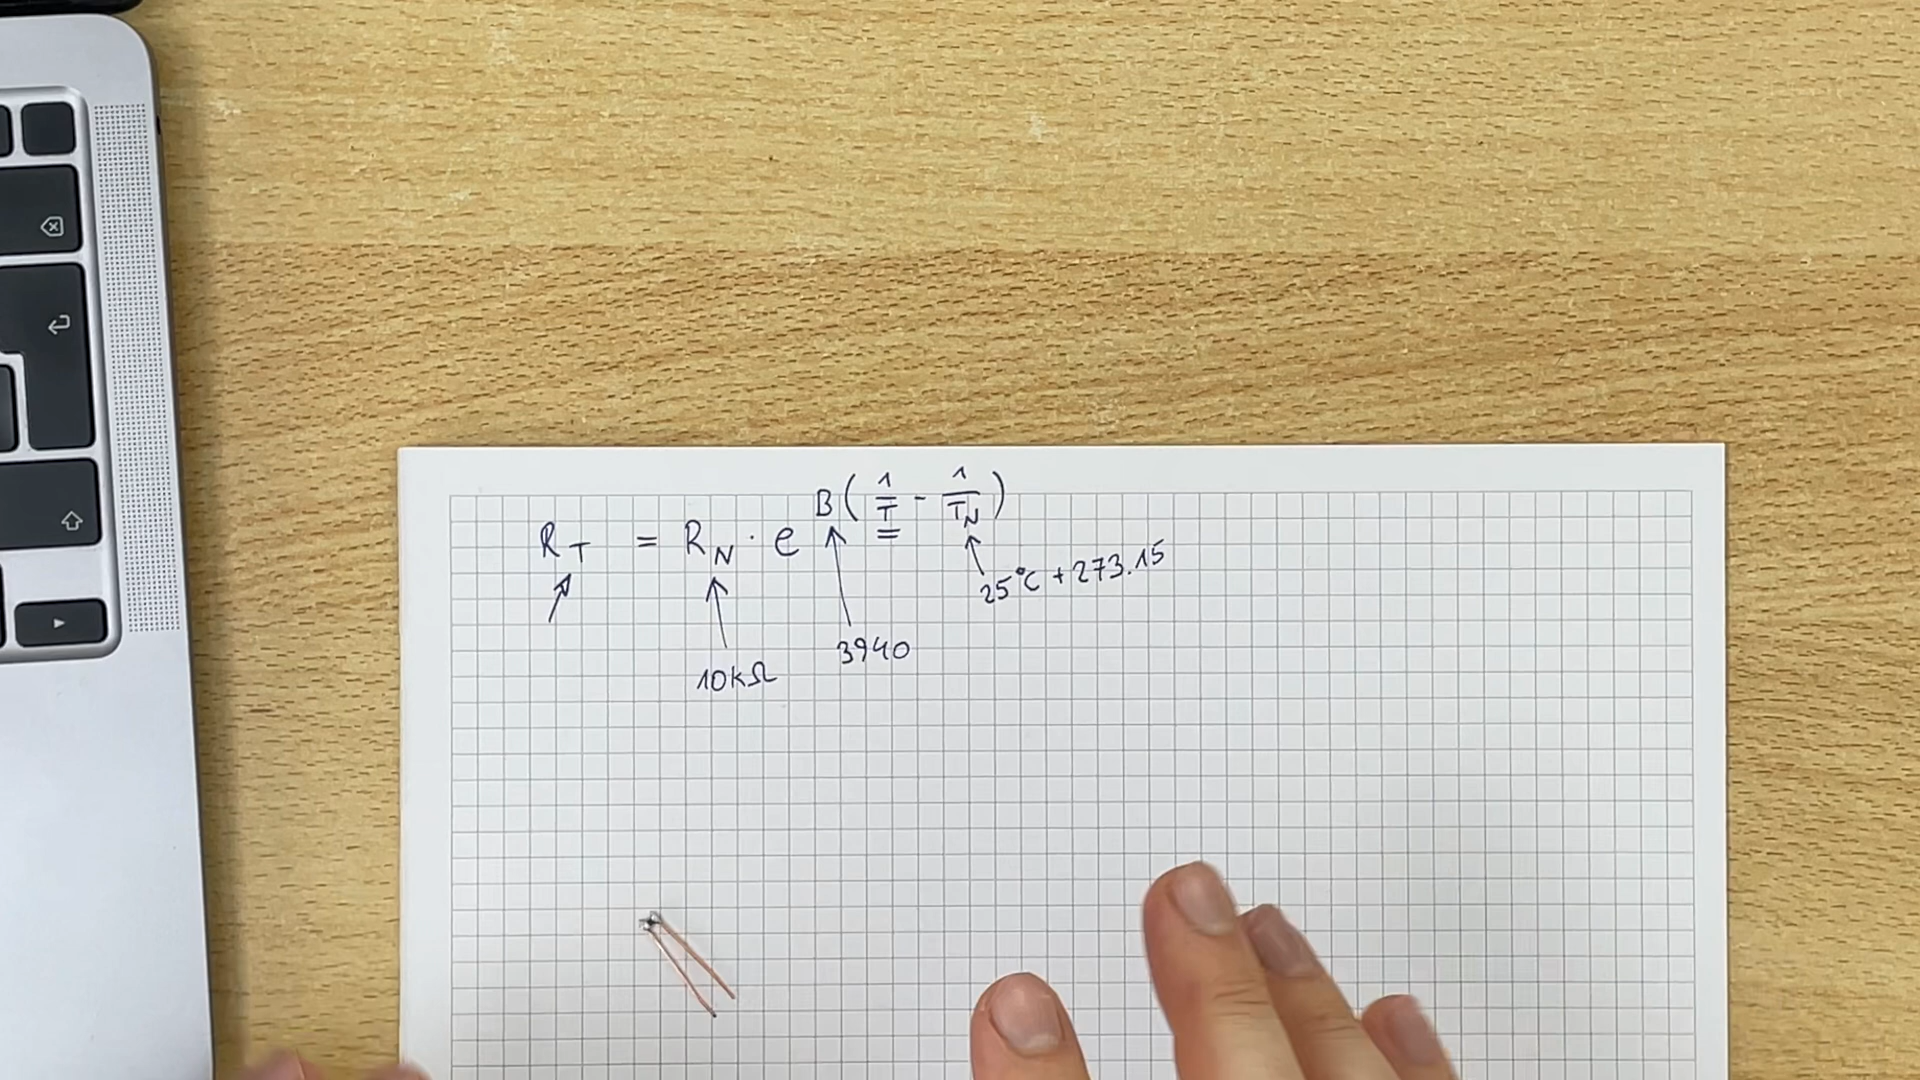 R_T = R_N · e^B(1/T - 1/T_N)
25°C + 273.15
3940
10kΩ